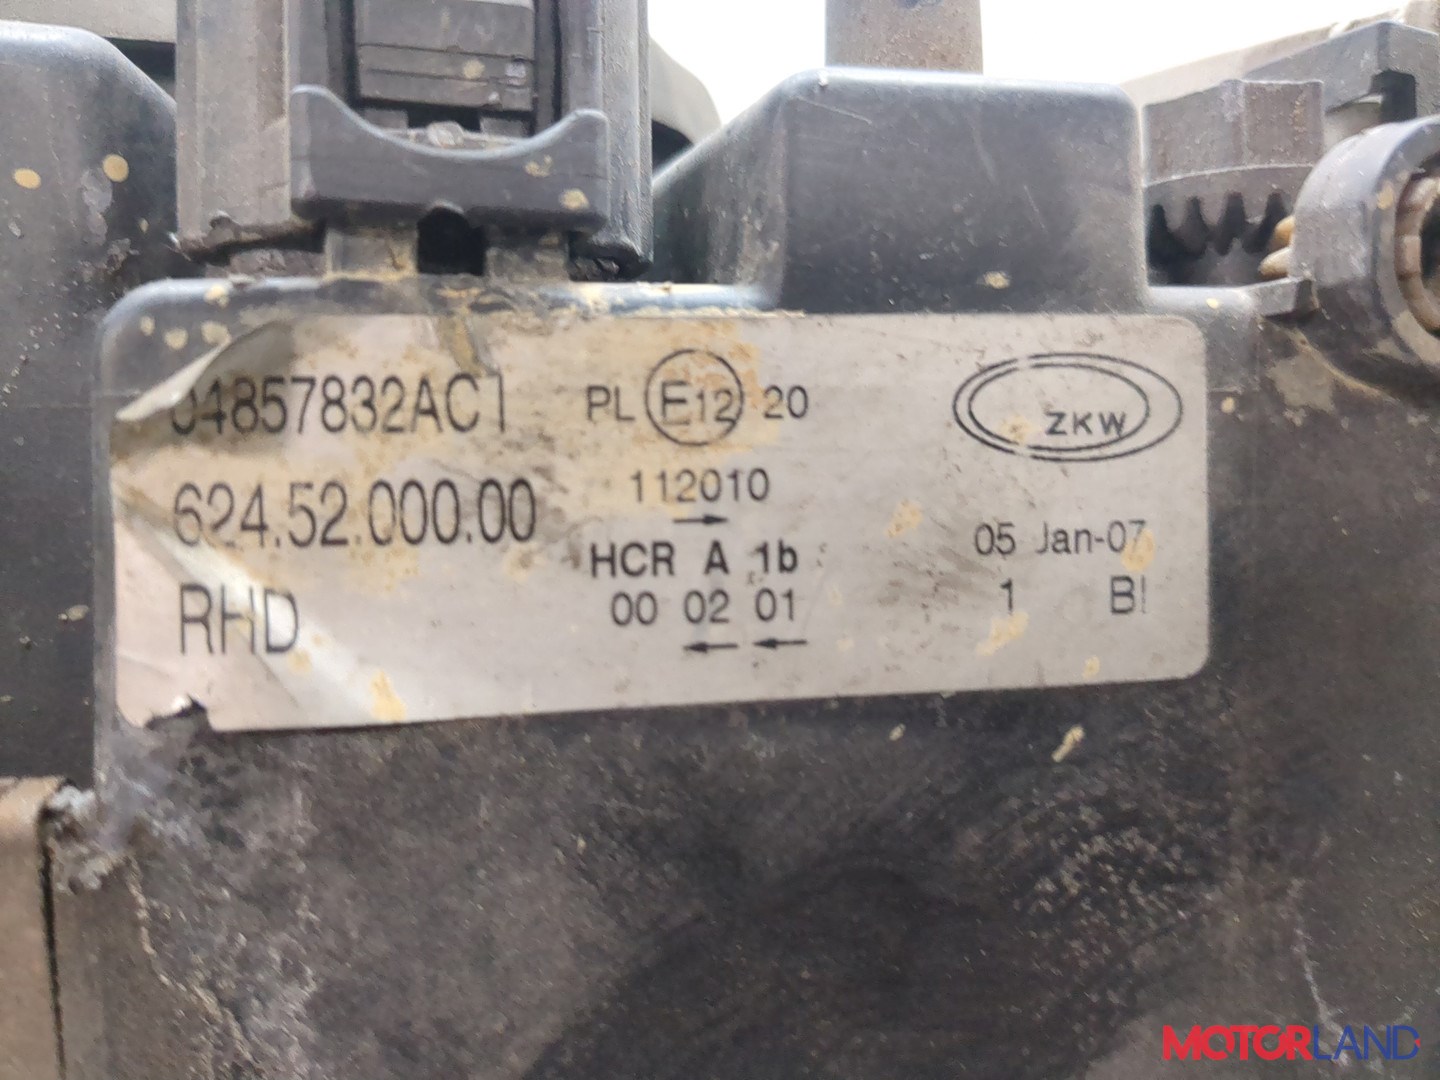 04857832AC1
624.52.000.00
RHD
PL E12 20
112010
→
HCR A 1b
00 02 01
← ←
ZKW
05 Jan-07
1 BI
MOTORLAND